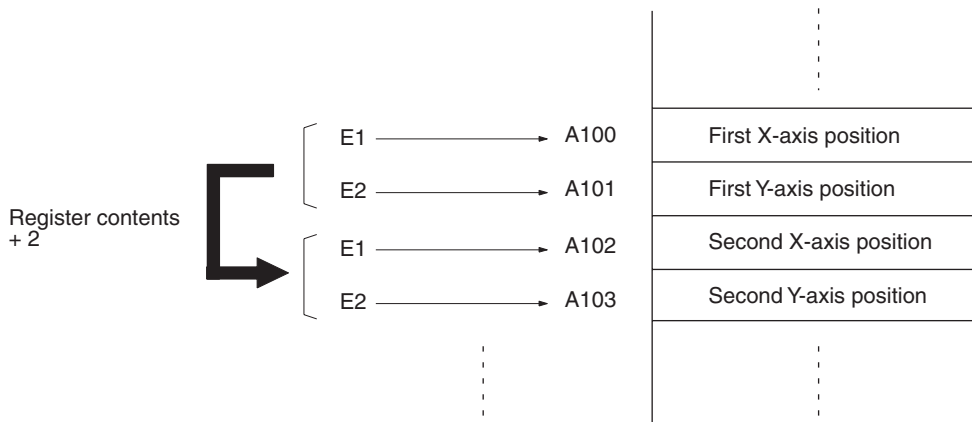 E1 A100 First X-axis position
E2 A101 First Y-axis position
Register contents
+ 2
E1 A102 Second X-axis position
E2 A103 Second Y-axis position